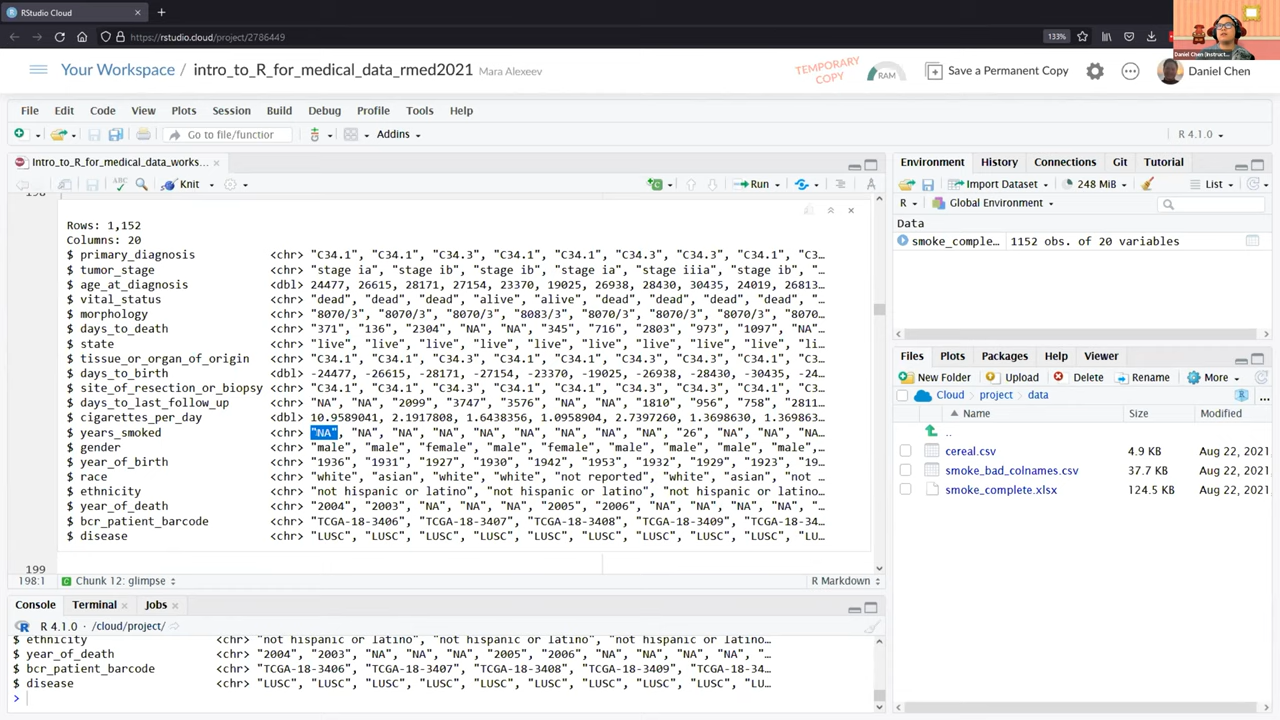 RStudio Cloud
https://rstudio.cloud/project/2786449
133%
Daniel Chen (Instruct...
Your Workspace / intro_to_R_for_medical_data_rmed2021 Mara Alexeev
TEMPORARY COPY
RAM
Save a Permanent Copy
Daniel Chen
File Edit Code View Plots Session Build Debug Profile Tools Help
Go to file/functior
Addins
R 4.1.0
Intro_to_R_for_medical_data_works...
Knit
Run
198
Rows: 1,152
Columns: 20
$ primary_diagnosis <chr> "C34.1", "C34.1", "C34.3", "C34.1", "C34.1", "C34.3", "C34.3", "C34.1", "C34.1", "C3…
$ tumor_stage <chr> "stage ia", "stage ib", "stage ib", "stage ia", "stage iiia", "stage ib", "…
$ age_at_diagnosis <dbl> 24477, 26615, 28171, 27154, 23370, 19025, 26938, 28430, 30435, 24019, 26813…
$ vital_status <chr> "dead", "dead", "dead", "alive", "alive", "dead", "dead", "dead", "dead", "…
$ morphology <chr> "8070/3", "8070/3", "8070/3", "8083/3", "8070/3", "8070/3", "8070/3", "8070…
$ days_to_death <chr> "371", "136", "2304", "NA", "NA", "345", "716", "2803", "973", "1097", "NA"…
$ state <chr> "live", "live", "live", "live", "live", "live", "live", "live", "live", "li…
$ tissue_or_organ_of_origin <chr> "C34.1", "C34.1", "C34.3", "C34.1", "C34.1", "C34.3", "C34.3", "C34.1", "C3…
$ days_to_birth <dbl> -24477, -26615, -28171, -27154, -23370, -19025, -26938, -28430, -30435, -24…
$ site_of_resection_or_biopsy <chr> "C34.1", "C34.1", "C34.3", "C34.1", "C34.1", "C34.3", "C34.3", "C34.1", "C3…
$ days_to_last_follow_up <chr> "NA", "NA", "2099", "3747", "3576", "NA", "NA", "1810", "956", "758", "2811…
$ cigarettes_per_day <dbl> 10.9589041, 2.1917808, 1.6438356, 1.0958904, 2.7397260, 1.3698630, 1.369863…
$ years_smoked <chr> "NA", "NA", "NA", "NA", "NA", "NA", "NA", "NA", "NA", "26", "NA", "NA", "NA…
$ gender <chr> "male", "male", "female", "male", "female", "male", "male", "male", "male",…
$ year_of_birth <chr> "1936", "1931", "1927", "1930", "1942", "1953", "1932", "1929", "1923", "19…
$ race <chr> "white", "asian", "white", "white", "not reported", "white", "asian", "not …
$ ethnicity <chr> "not hispanic or latino", "not hispanic or latino", "not hispanic or latino…
$ year_of_death <chr> "2004", "2003", "NA", "NA", "2005", "2006", "NA", "NA", "NA", "NA", "NA", "…
$ bcr_patient_barcode <chr> "TCGA-18-3406", "TCGA-18-3407", "TCGA-18-3408", "TCGA-18-3409", "TCGA-18-34…
$ disease <chr> "LUSC", "LUSC", "LUSC", "LUSC", "LUSC", "LUSC", "LUSC", "LUSC", "LUSC", "LU…
199
198:1 Chunk 12: glimpse R Markdown
Console Terminal Jobs
R 4.1.0 · /cloud/project/
$ ethnicity <chr> "not hispanic or latino", "not hispanic or latino", "not hispanic or latino…
$ year_of_death <chr> "2004", "2003", "NA", "NA", "2005", "2006", "NA", "NA", "NA", "NA", "NA", "…
$ bcr_patient_barcode <chr> "TCGA-18-3406", "TCGA-18-3407", "TCGA-18-3408", "TCGA-18-3409", "TCGA-18-34…
$ disease <chr> "LUSC", "LUSC", "LUSC", "LUSC", "LUSC", "LUSC", "LUSC", "LUSC", "LUSC", "LU…
>
Environment History Connections Git Tutorial
Import Dataset 248 MiB List
R Global Environment
Data
smoke_comple… 1152 obs. of 20 variables
Files Plots Packages Help Viewer
New Folder Upload Delete Rename More
Cloud project data
Name Size Modified
..
cereal.csv 4.9 KB Aug 22, 2021,
smoke_bad_colnames.csv 37.7 KB Aug 22, 2021,
smoke_complete.xlsx 124.5 KB Aug 22, 2021,